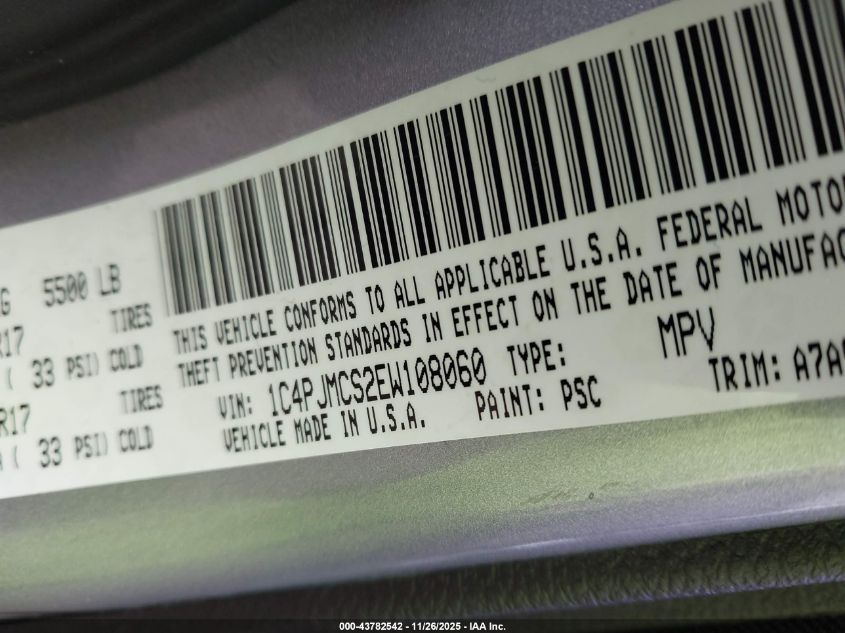 G 5500 LB
R17 TIRES
( 33 PSI) COLD
R17 TIRES
( 33 PSI) COLD
THIS VEHICLE CONFORMS TO ALL APPLICABLE U.S.A. FEDERAL MOTO
THEFT PREVENTION STANDARDS IN EFFECT ON THE DATE OF MANUFAC
VIN: 1C4PJMCS2EW108060 TYPE: MPV
VEHICLE MADE IN U.S.A. PAINT: PSC TRIM: A7A
000-43782542 - 11/26/2025 - IAA Inc.